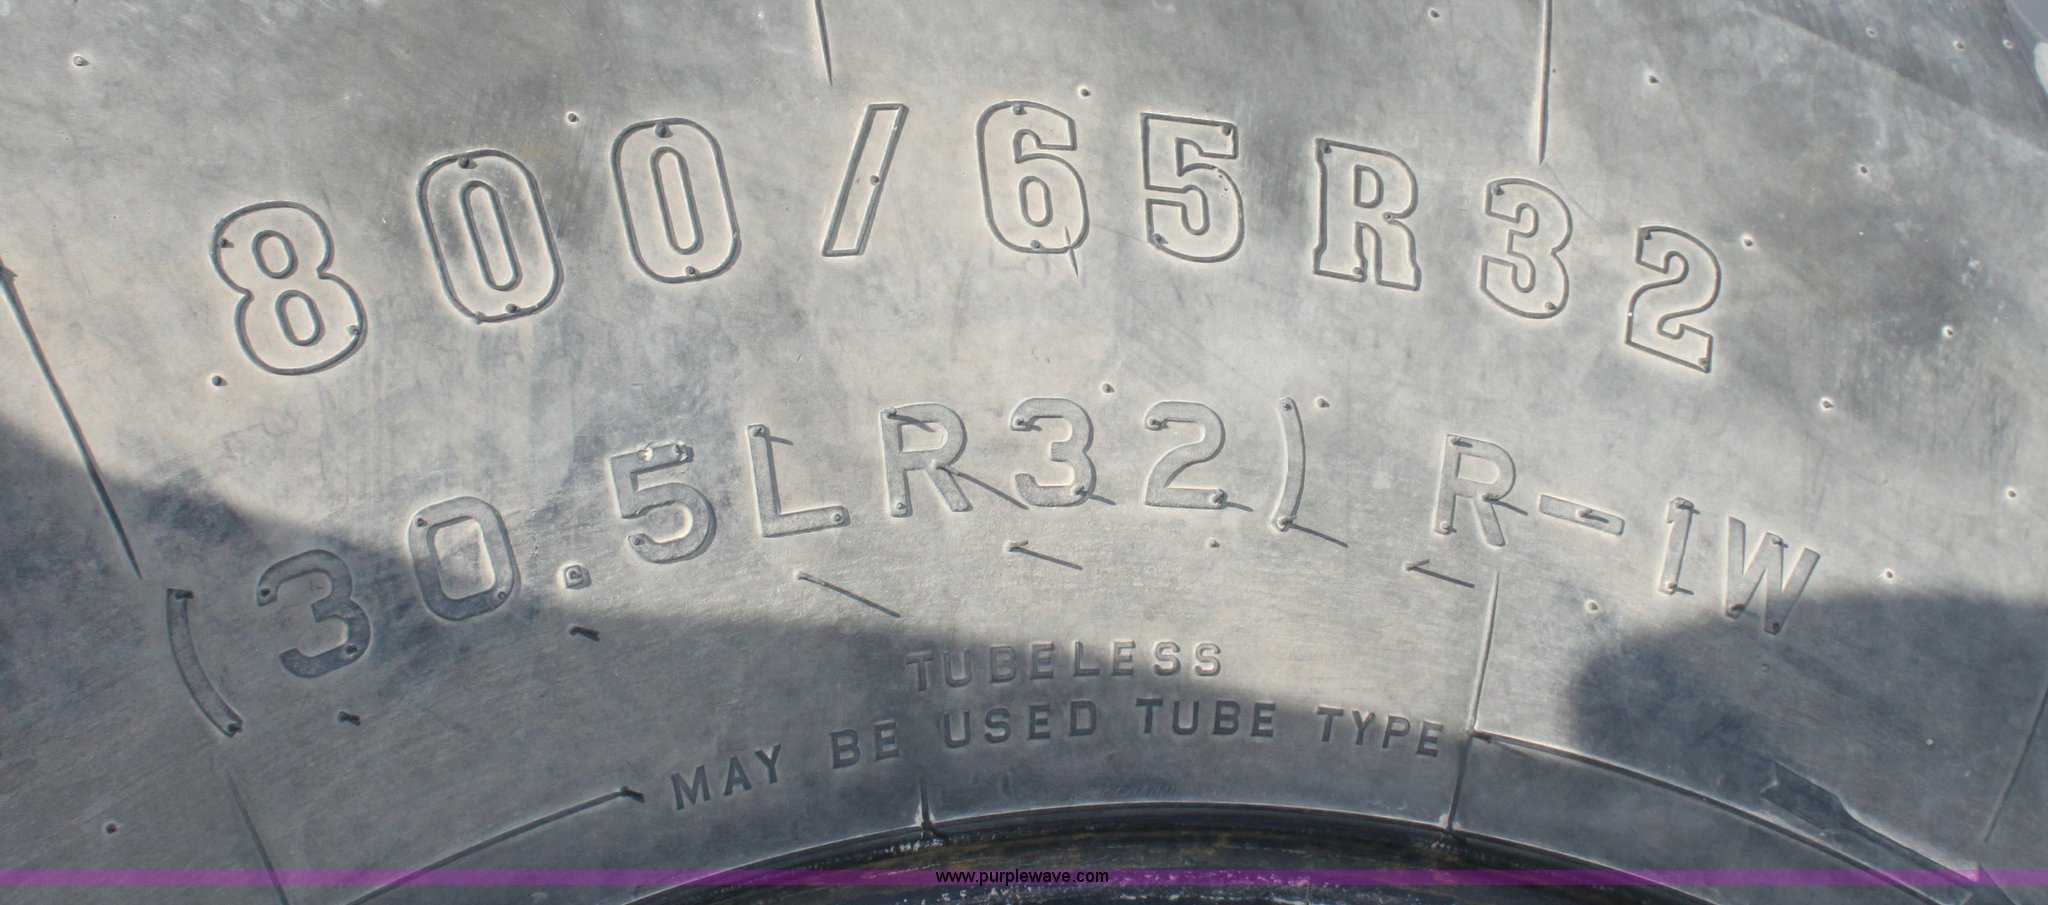 800/65R32
(30.5LR32) R-1W
TUBELESS
MAY BE USED TUBE TYPE
www.purplewave.com